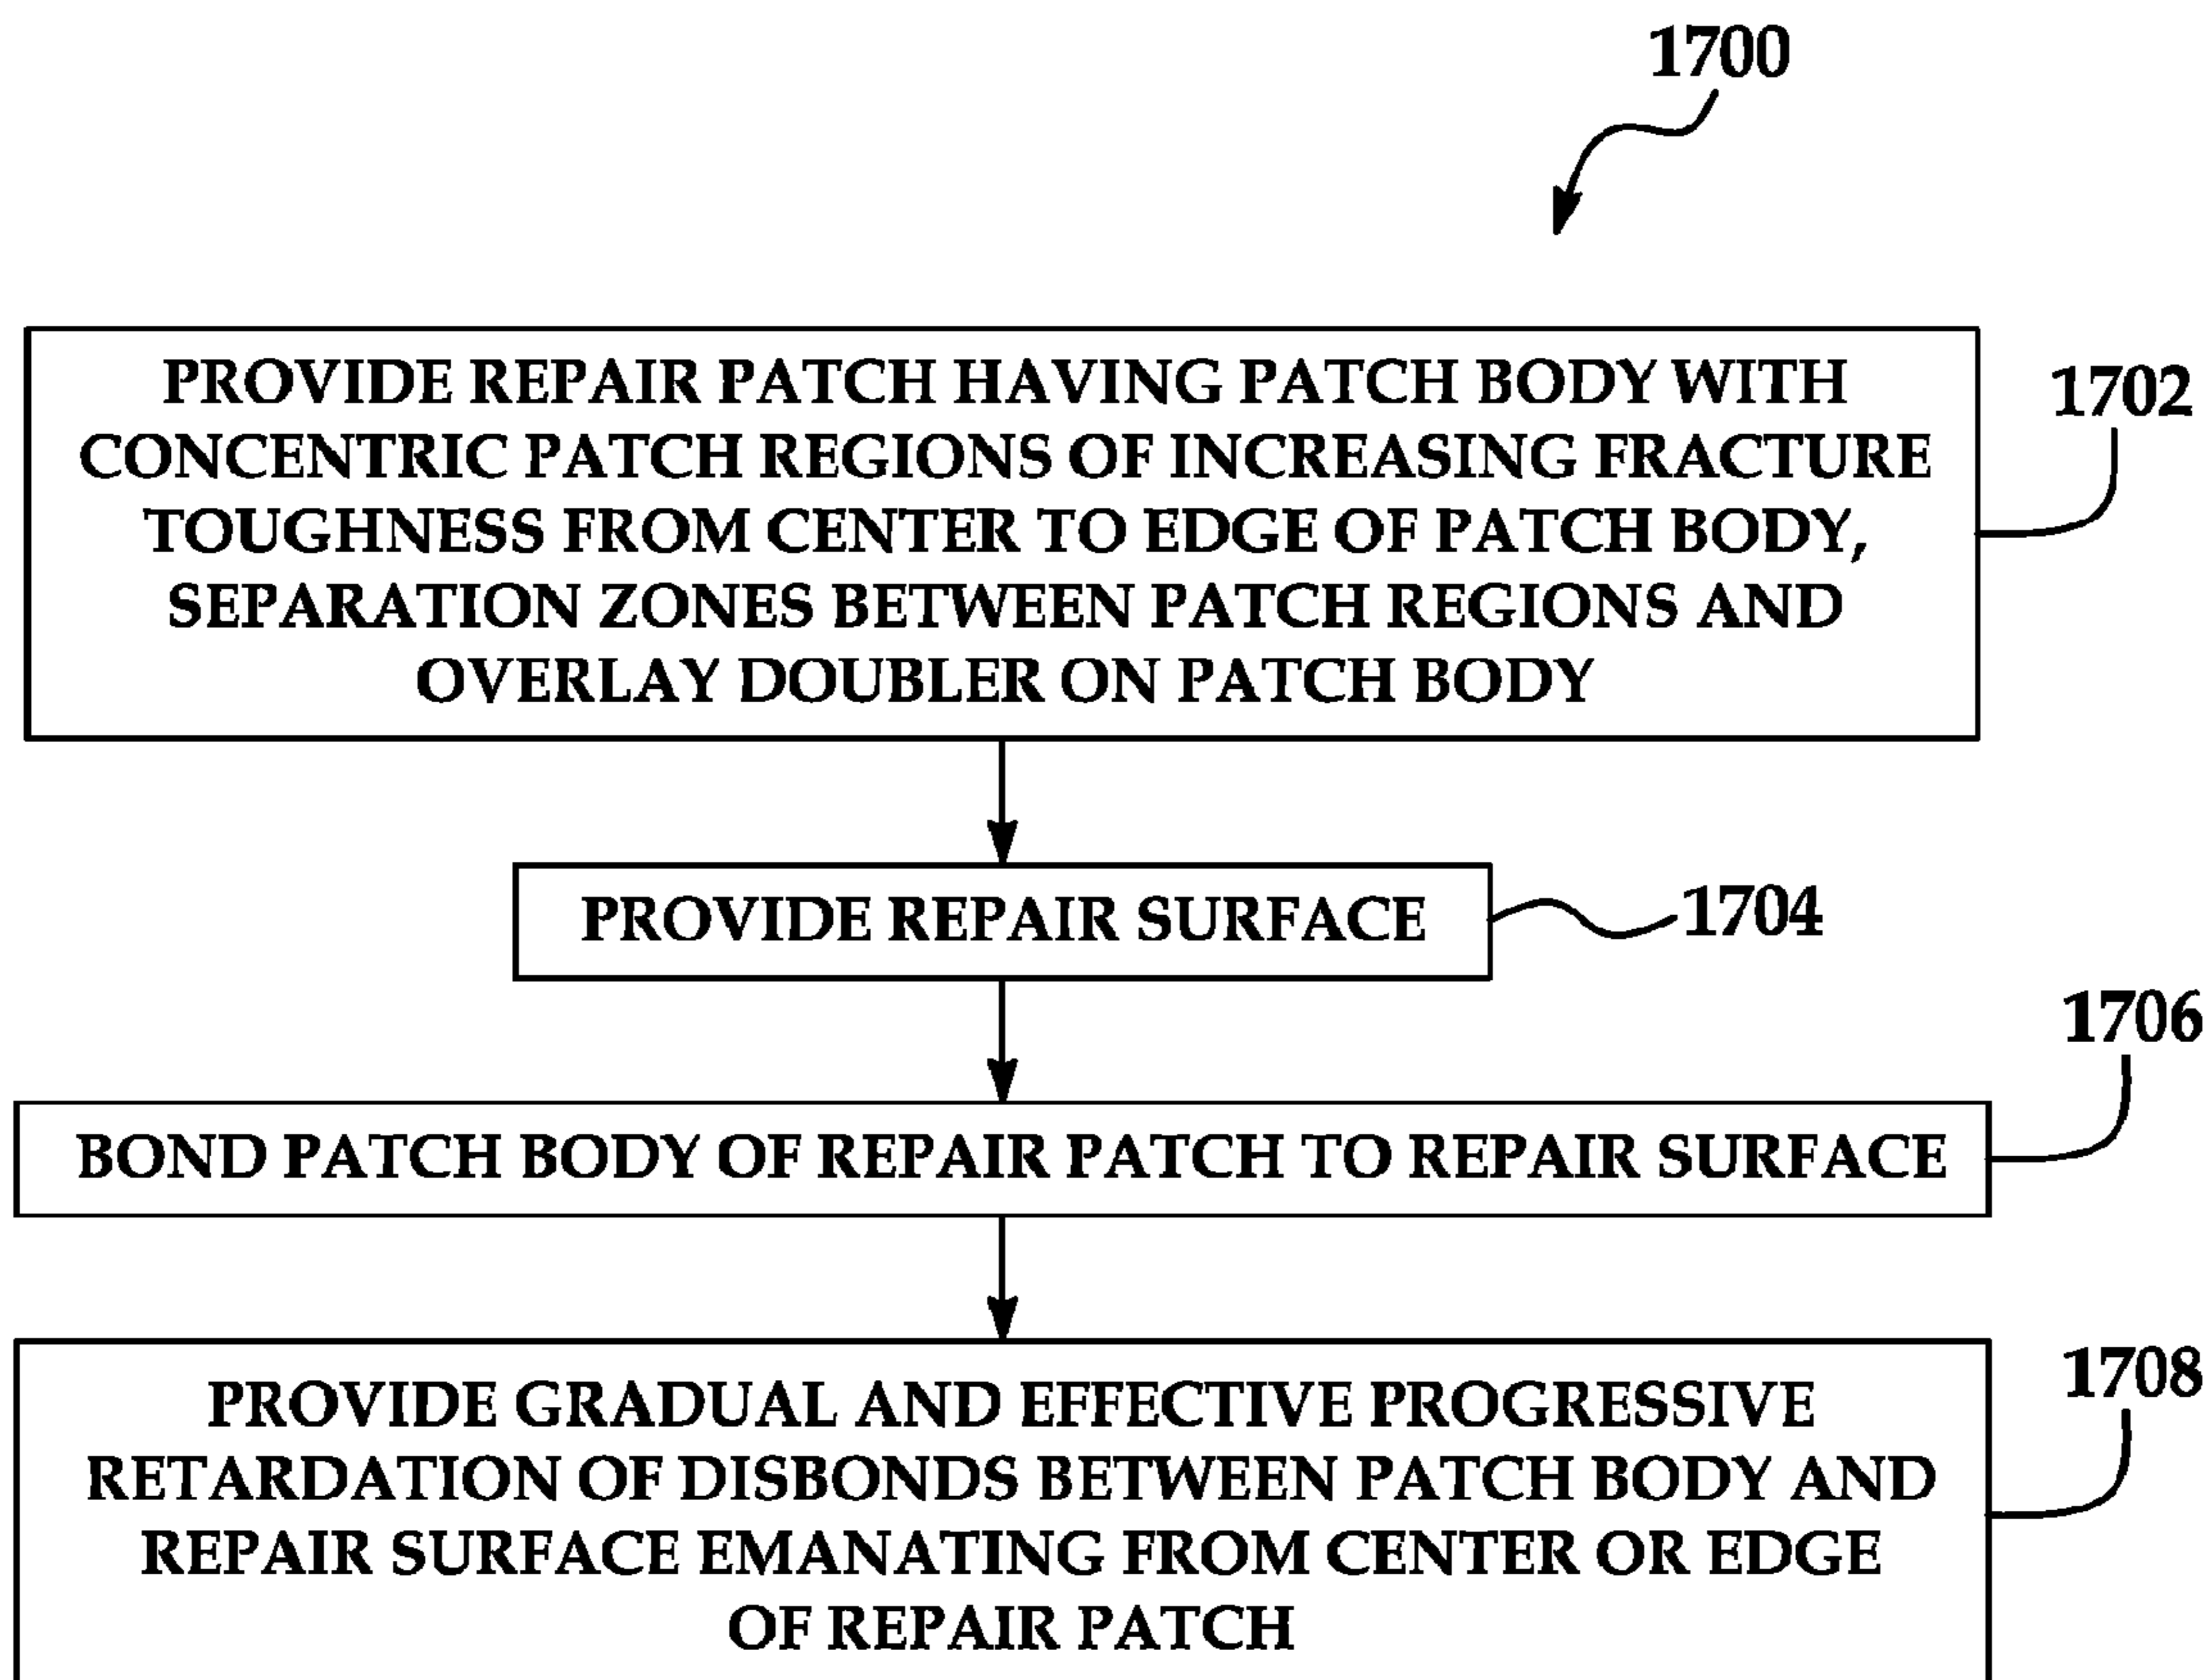 1700
PROVIDE REPAIR PATCH HAVING PATCH BODY WITH
CONCENTRIC PATCH REGIONS OF INCREASING FRACTURE
TOUGHNESS FROM CENTER TO EDGE OF PATCH BODY,
SEPARATION ZONES BETWEEN PATCH REGIONS AND
OVERLAY DOUBLER ON PATCH BODY
1702
PROVIDE REPAIR SURFACE
1704
BOND PATCH BODY OF REPAIR PATCH TO REPAIR SURFACE
1706
PROVIDE GRADUAL AND EFFECTIVE PROGRESSIVE
RETARDATION OF DISBONDS BETWEEN PATCH BODY AND
REPAIR SURFACE EMANATING FROM CENTER OR EDGE
OF REPAIR PATCH
1708